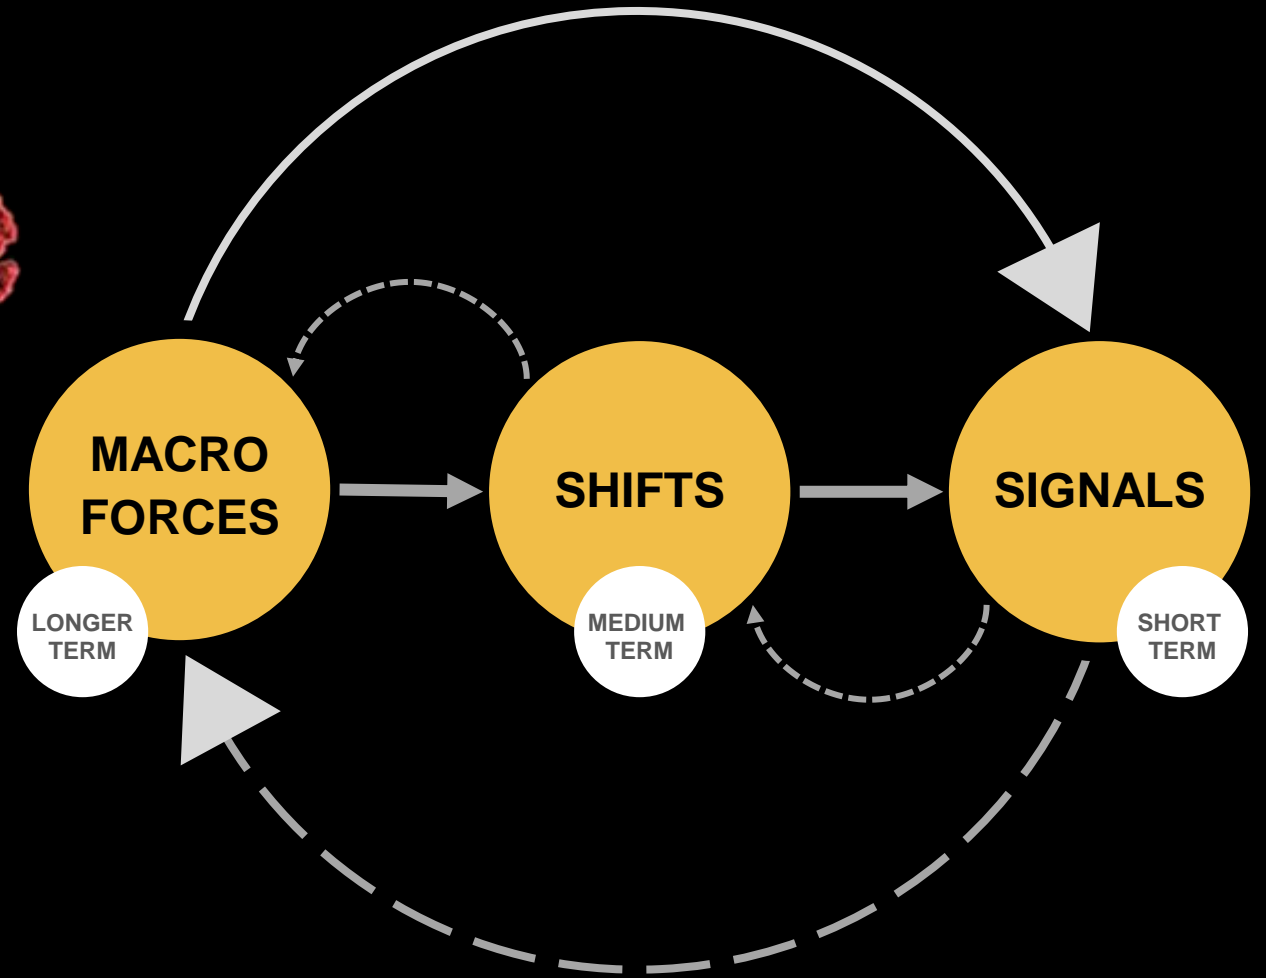 MACRO
FORCES
LONGER
TERM
SHIFTS
MEDIUM
TERM
SIGNALS
SHORT
TERM